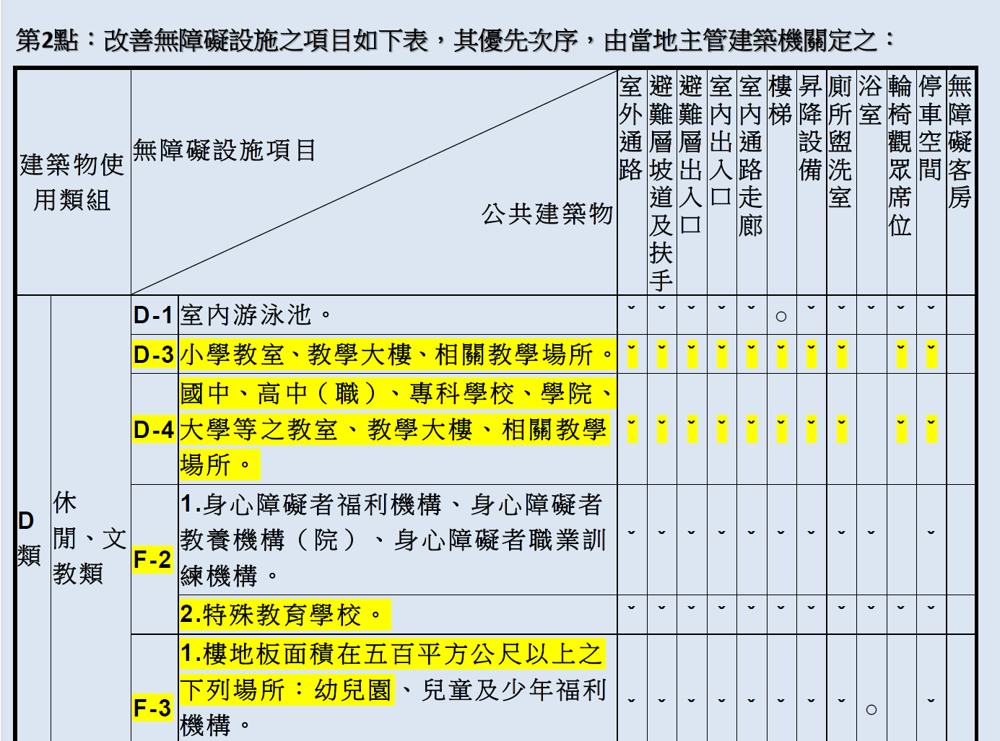 第2點：改善無障礙設施之項目如下表，其優先次序，由當地主管建築機關定之：
建築物使
用類組
無障礙設施項目
公共建築物
室外通路
避難層坡道及扶手
避難層出入口
室內出入口
室內通路走廊
樓梯
昇降設備
廁所盥洗室
浴室
輪椅觀眾席位
停車空間
無障礙客房
D
類
休
閒、文
教類
D-1 室內游泳池。 ˇ ˇ ˇ ˇ ˇ ○ ˇ ˇ ˇ ˇ ˇ
D-3 小學教室、教學大樓、相關教學場所。 ˇ ˇ ˇ ˇ ˇ ˇ ˇ ˇ ˇ ˇ
國中、高中（職）、專科學校、學院、
D-4 大學等之教室、教學大樓、相關教學 ˇ ˇ ˇ ˇ ˇ ˇ ˇ ˇ ˇ ˇ
場所。
F-2
1.身心障礙者福利機構、身心障礙者
教養機構（院）、身心障礙者職業訓 ˇ ˇ ˇ ˇ ˇ ˇ ˇ ˇ ˇ ˇ
練機構。
2.特殊教育學校。 ˇ ˇ ˇ ˇ ˇ ˇ ˇ ˇ ˇ ˇ ˇ
F-3
1.樓地板面積在五百平方公尺以上之
下列場所：幼兒園、兒童及少年福利 ˇ ˇ ˇ ˇ ˇ ˇ ˇ ˇ ○ ˇ
機構。